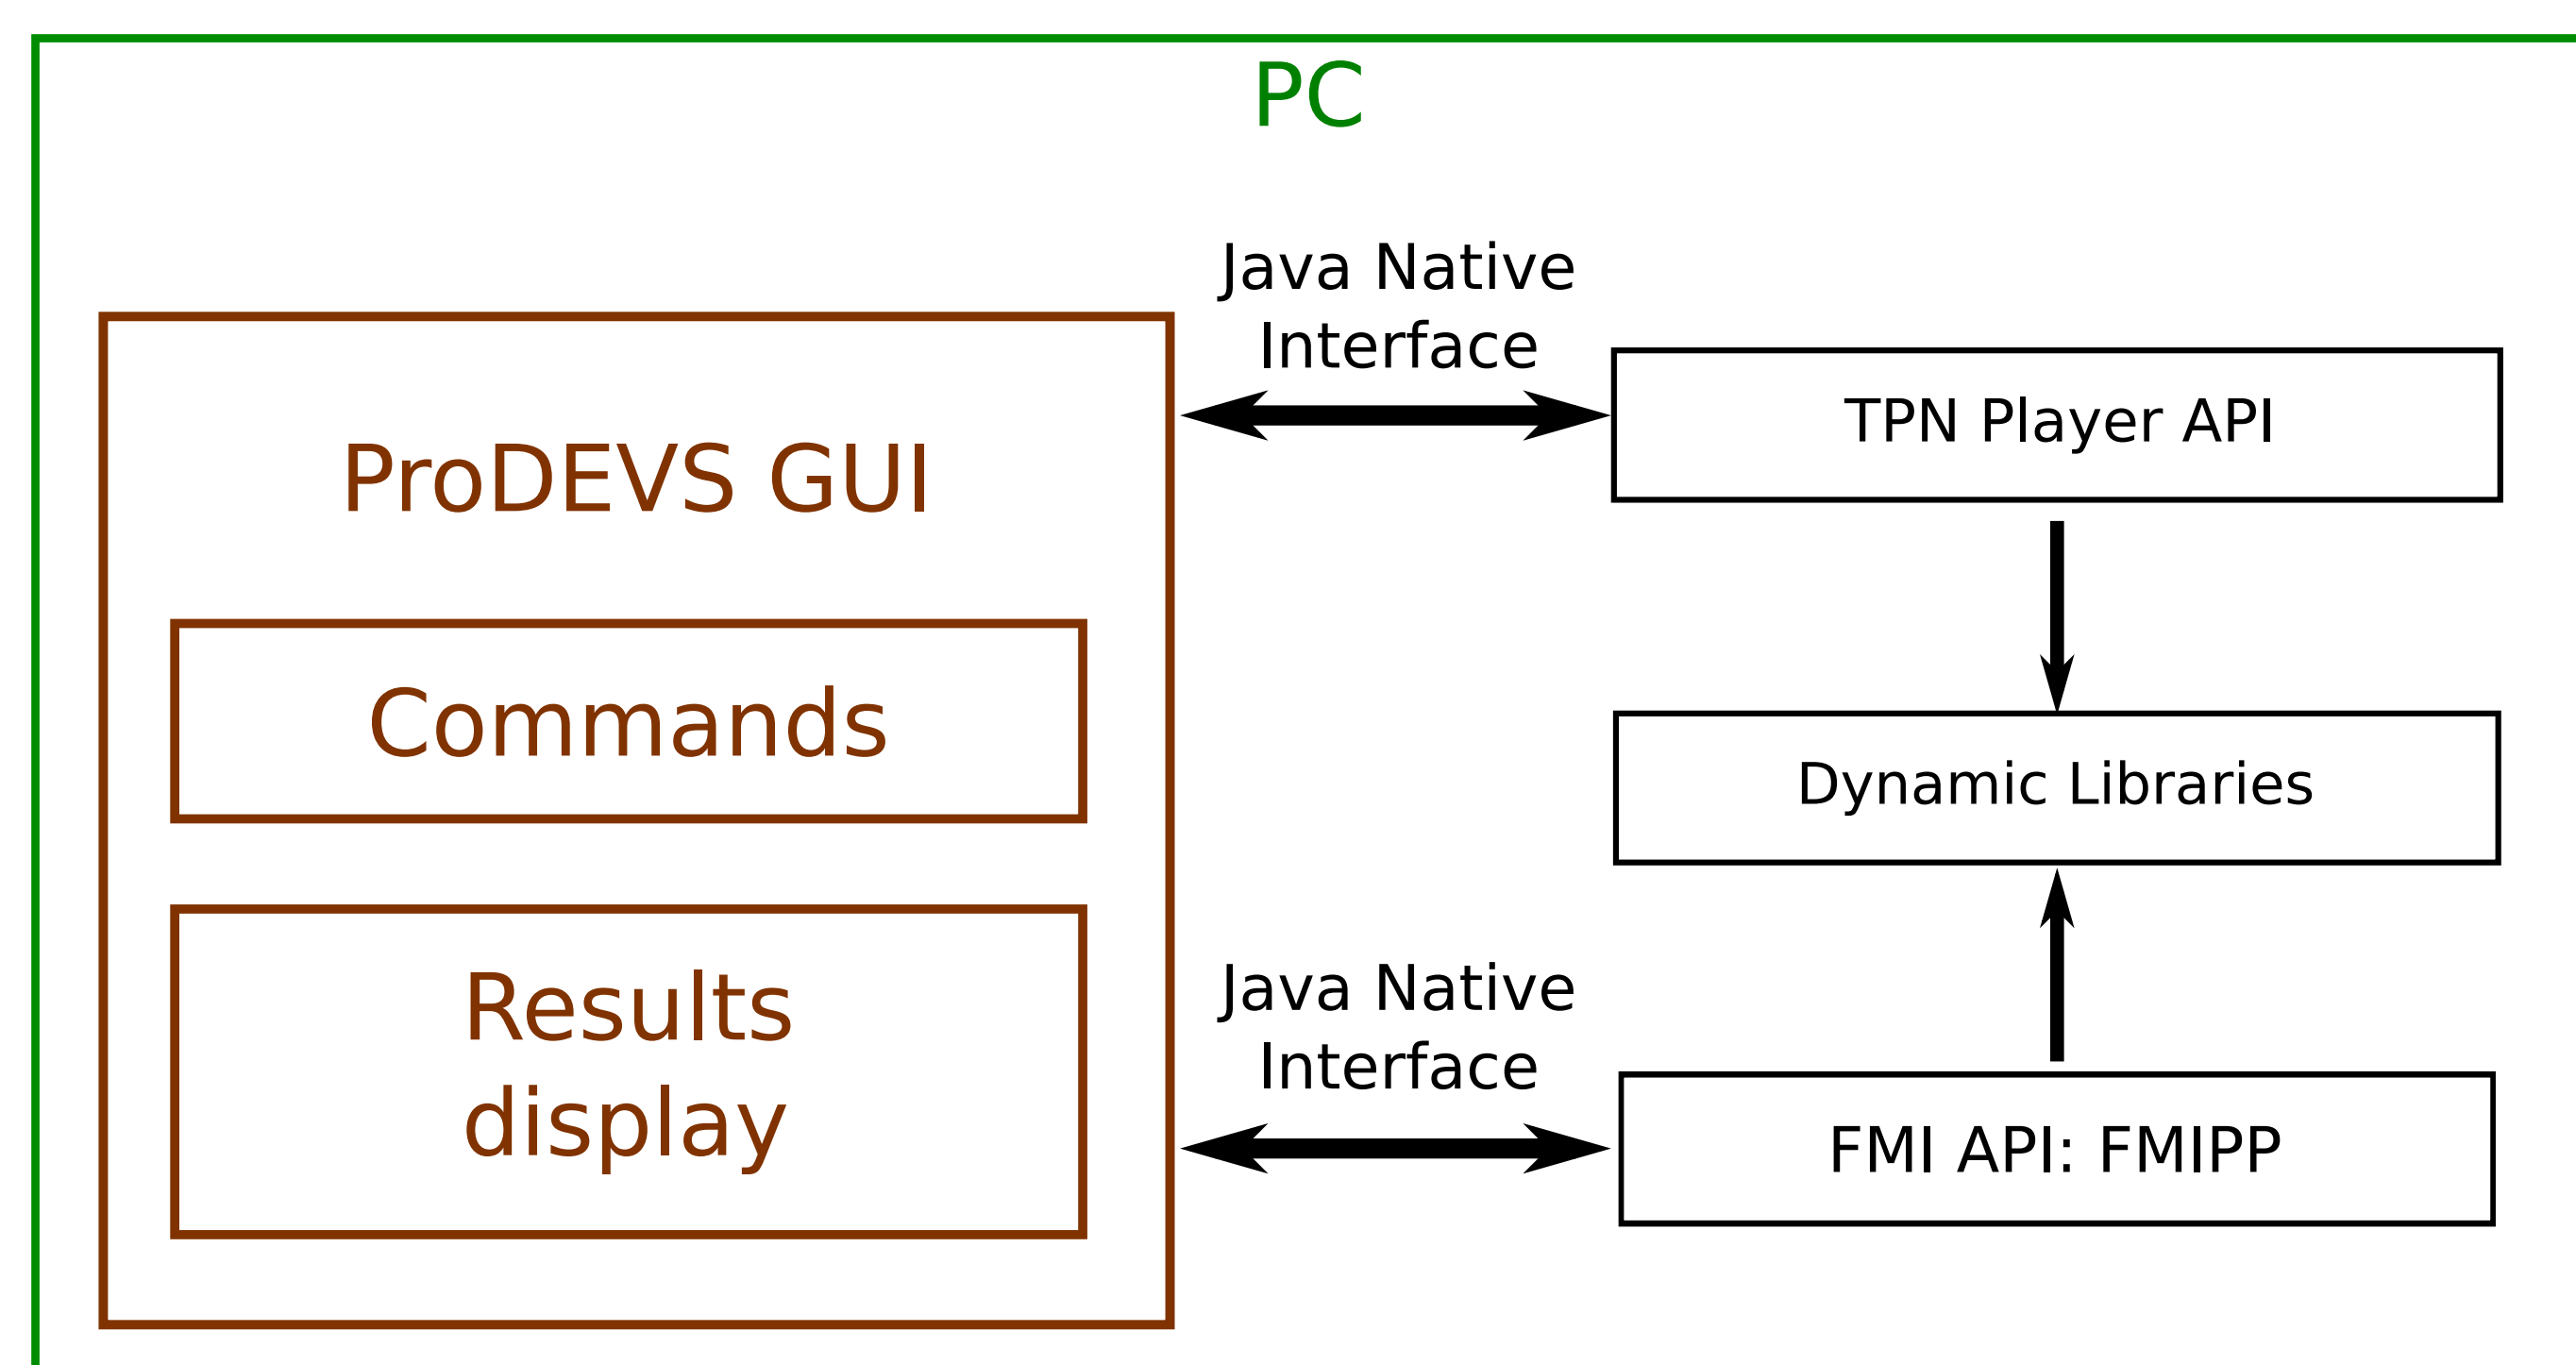 PC
Java Native
Interface
TPN Player API
ProDEVS GUI
Commands
Dynamic Libraries
Results
display
Java Native
Interface
FMI API: FMIPP